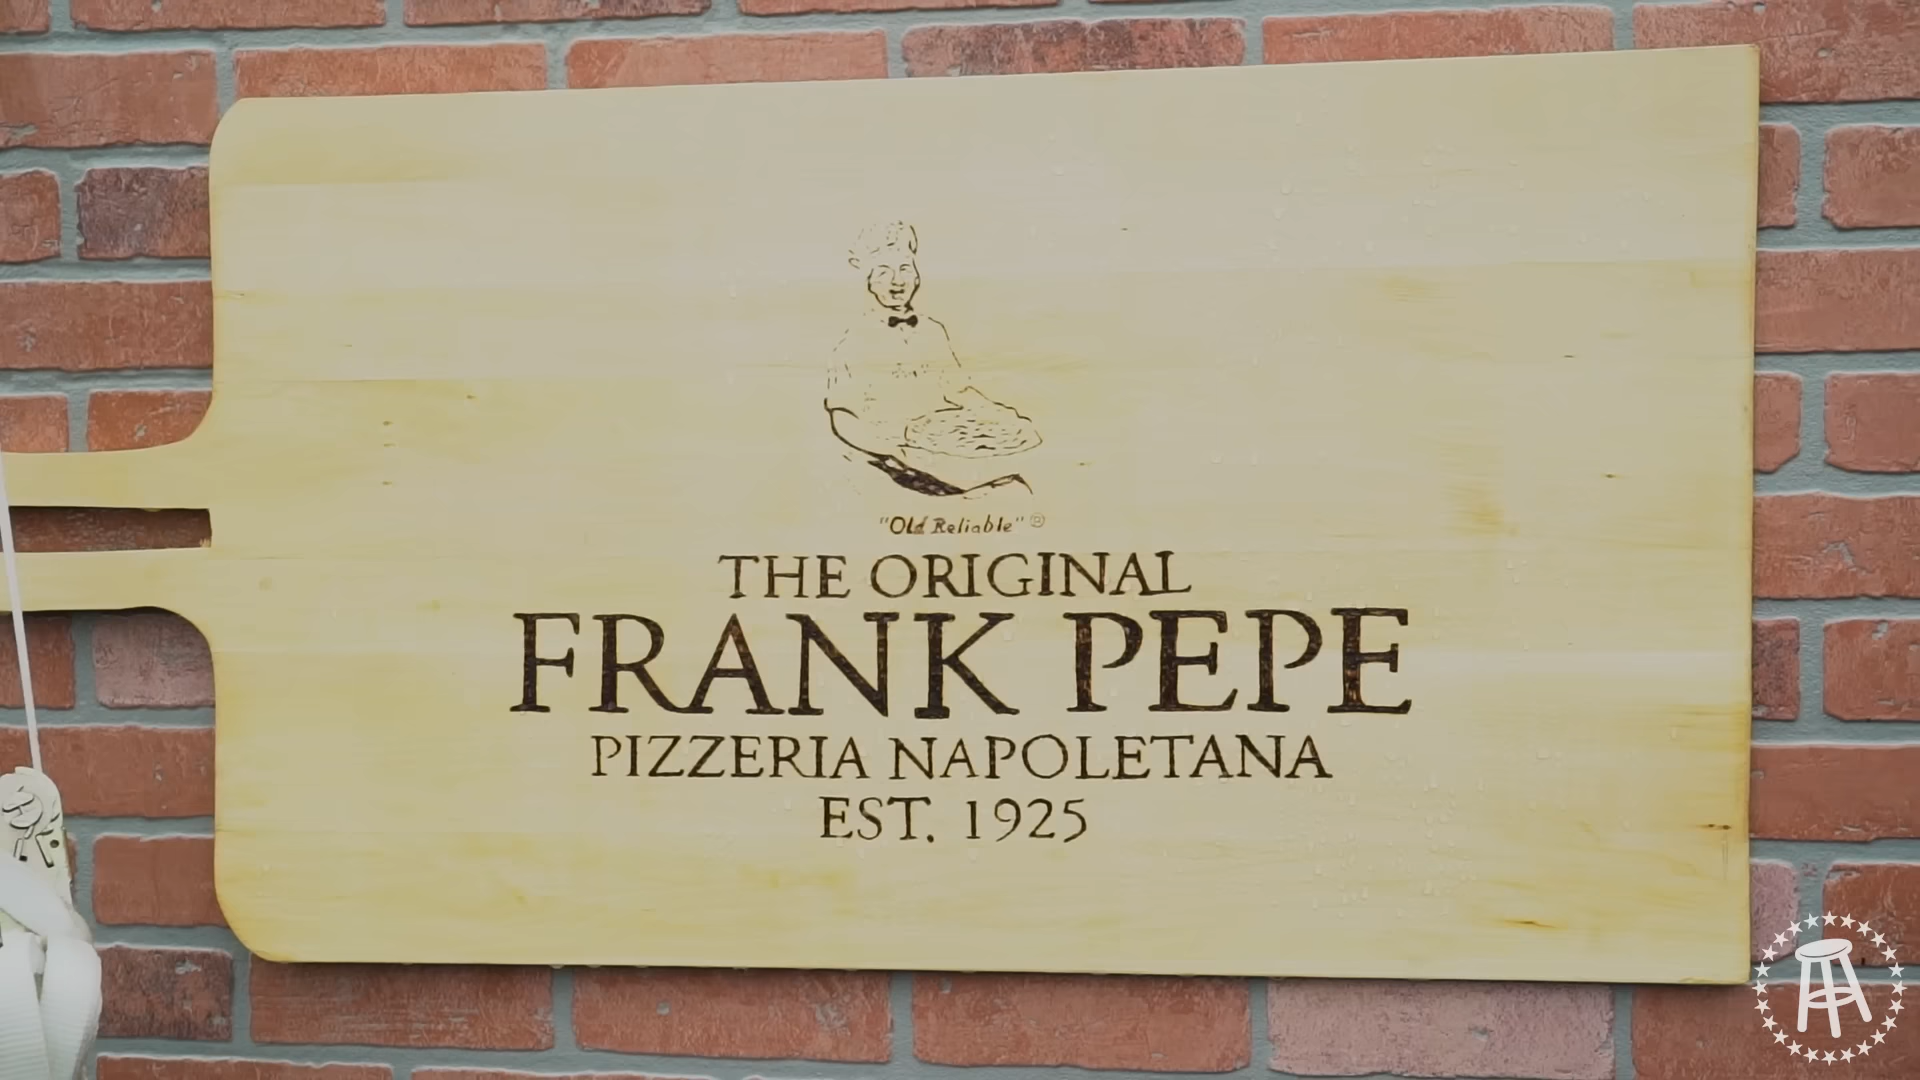 "Old Reliable" ®
THE ORIGINAL
FRANK PEPE
PIZZERIA NAPOLETANA
EST. 1925